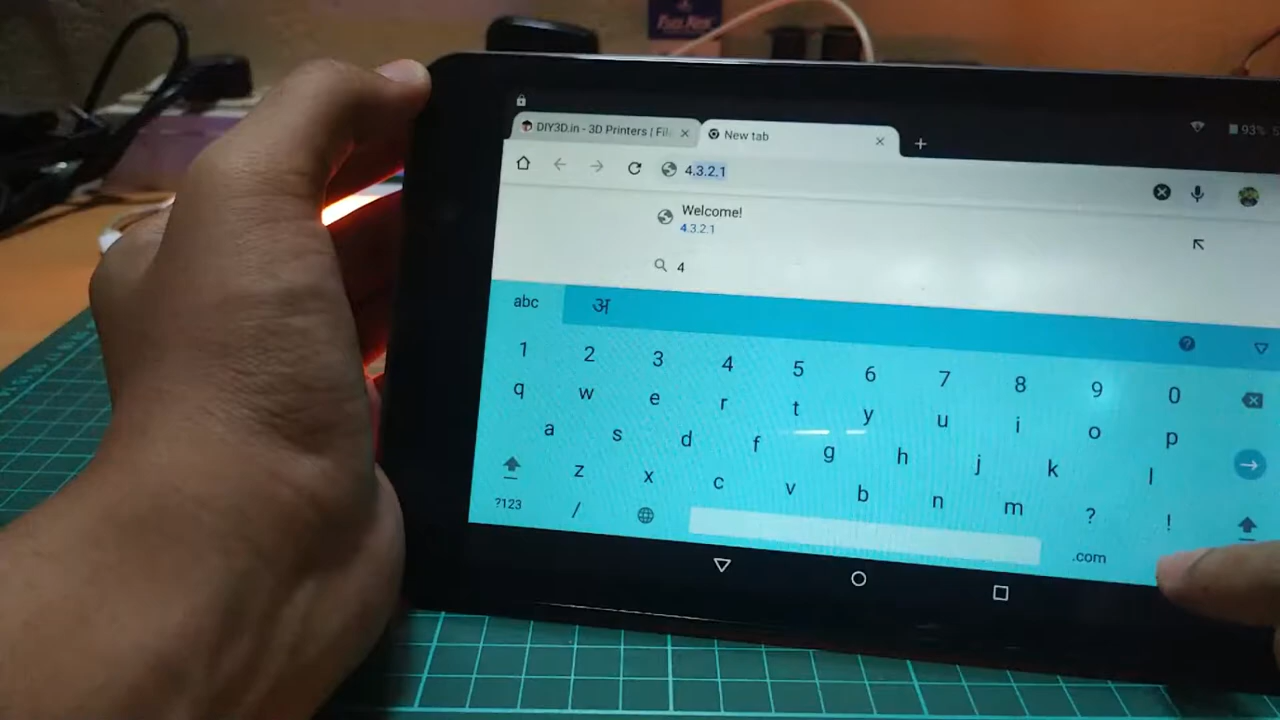 DIY3D.in - 3D Printers | Fil
New tab
93%
4.3.2.1
Welcome!
4.3.2.1
4
abc अ
1 2 3 4 5 6 7 8 9 0
q w e r t y u i o p
a s d f g h j k l
z x c v b n m ? !
?123 / .com